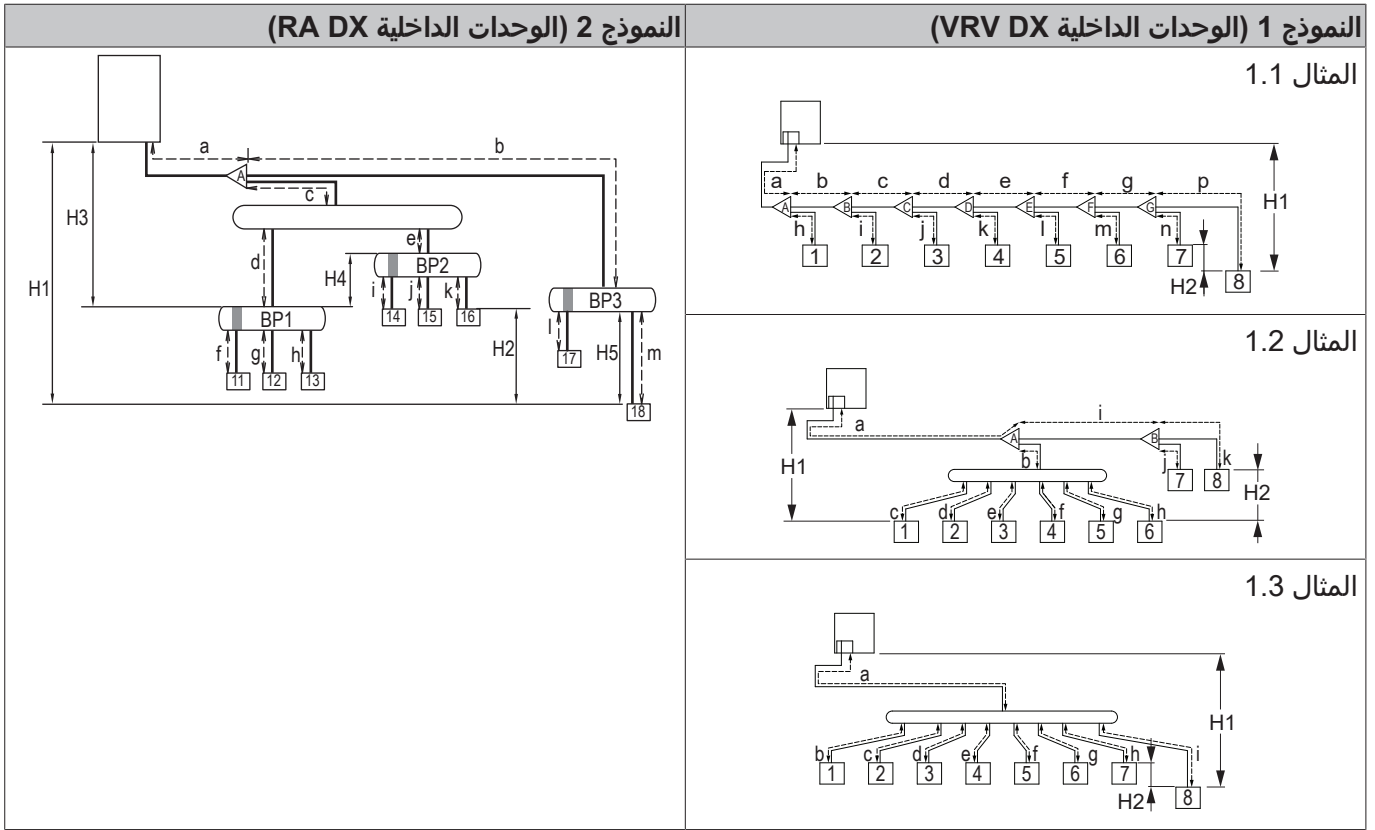 النموذج 1 (الوحدات الداخلية VRV DX)
النموذج 2 (الوحدات الداخلية RA DX)
المثال 1.1
H1
a b c d e f g p
A B C D E F G
h i j k l m n
1 2 3 4 5 6 7
H2
8
المثال 1.2
i
a
A B
H1
b j k
7 8
H2
c d e f g h
1 2 3 4 5 6
المثال 1.3
a
H1
b c d e f g h i
1 2 3 4 5 6 7
H2
8
a b
A
c
H3
e
d
H4
BP2
H1
i j k
BP3
14 15 16
BP1
l
H2
H5
m
f g h
17
11 12 13
18